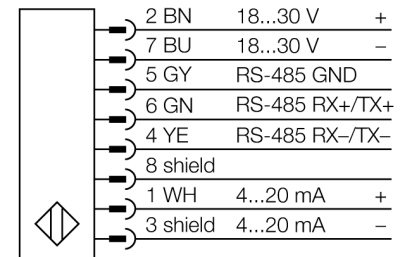 2 BN 18...30 V +
7 BU 18...30 V –
5 GY RS-485 GND
6 GN RS-485 RX+/TX+
4 YE RS-485 RX–/TX–
8 shield
1 WH 4...20 mA +
3 shield 4...20 mA –